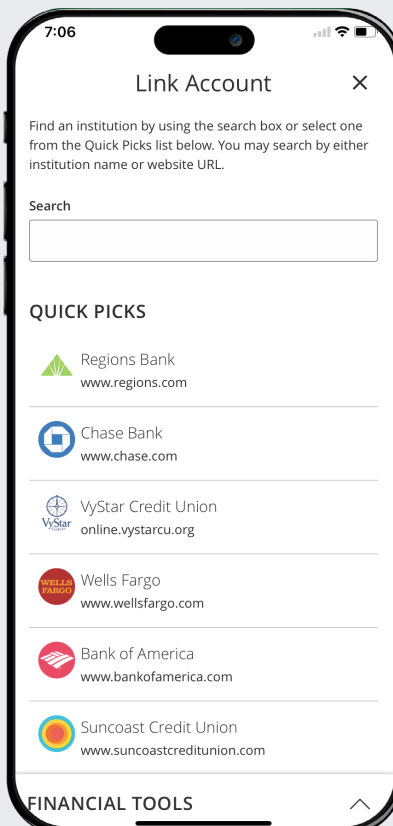 7:06
Link Account
Find an institution by using the search box or select one
from the Quick Picks list below. You may search by either
institution name or website URL.
Search
QUICK PICKS
Regions Bank
www.regions.com
Chase Bank
www.chase.com
VyStar
VyStar Credit Union
online.vystarcu.org
WELLS
FARGO
Wells Fargo
www.wellsfargo.com
Bank of America
www.bankofamerica.com
Suncoast Credit Union
www.suncoastcreditunion.com
FINANCIAL TOOLS